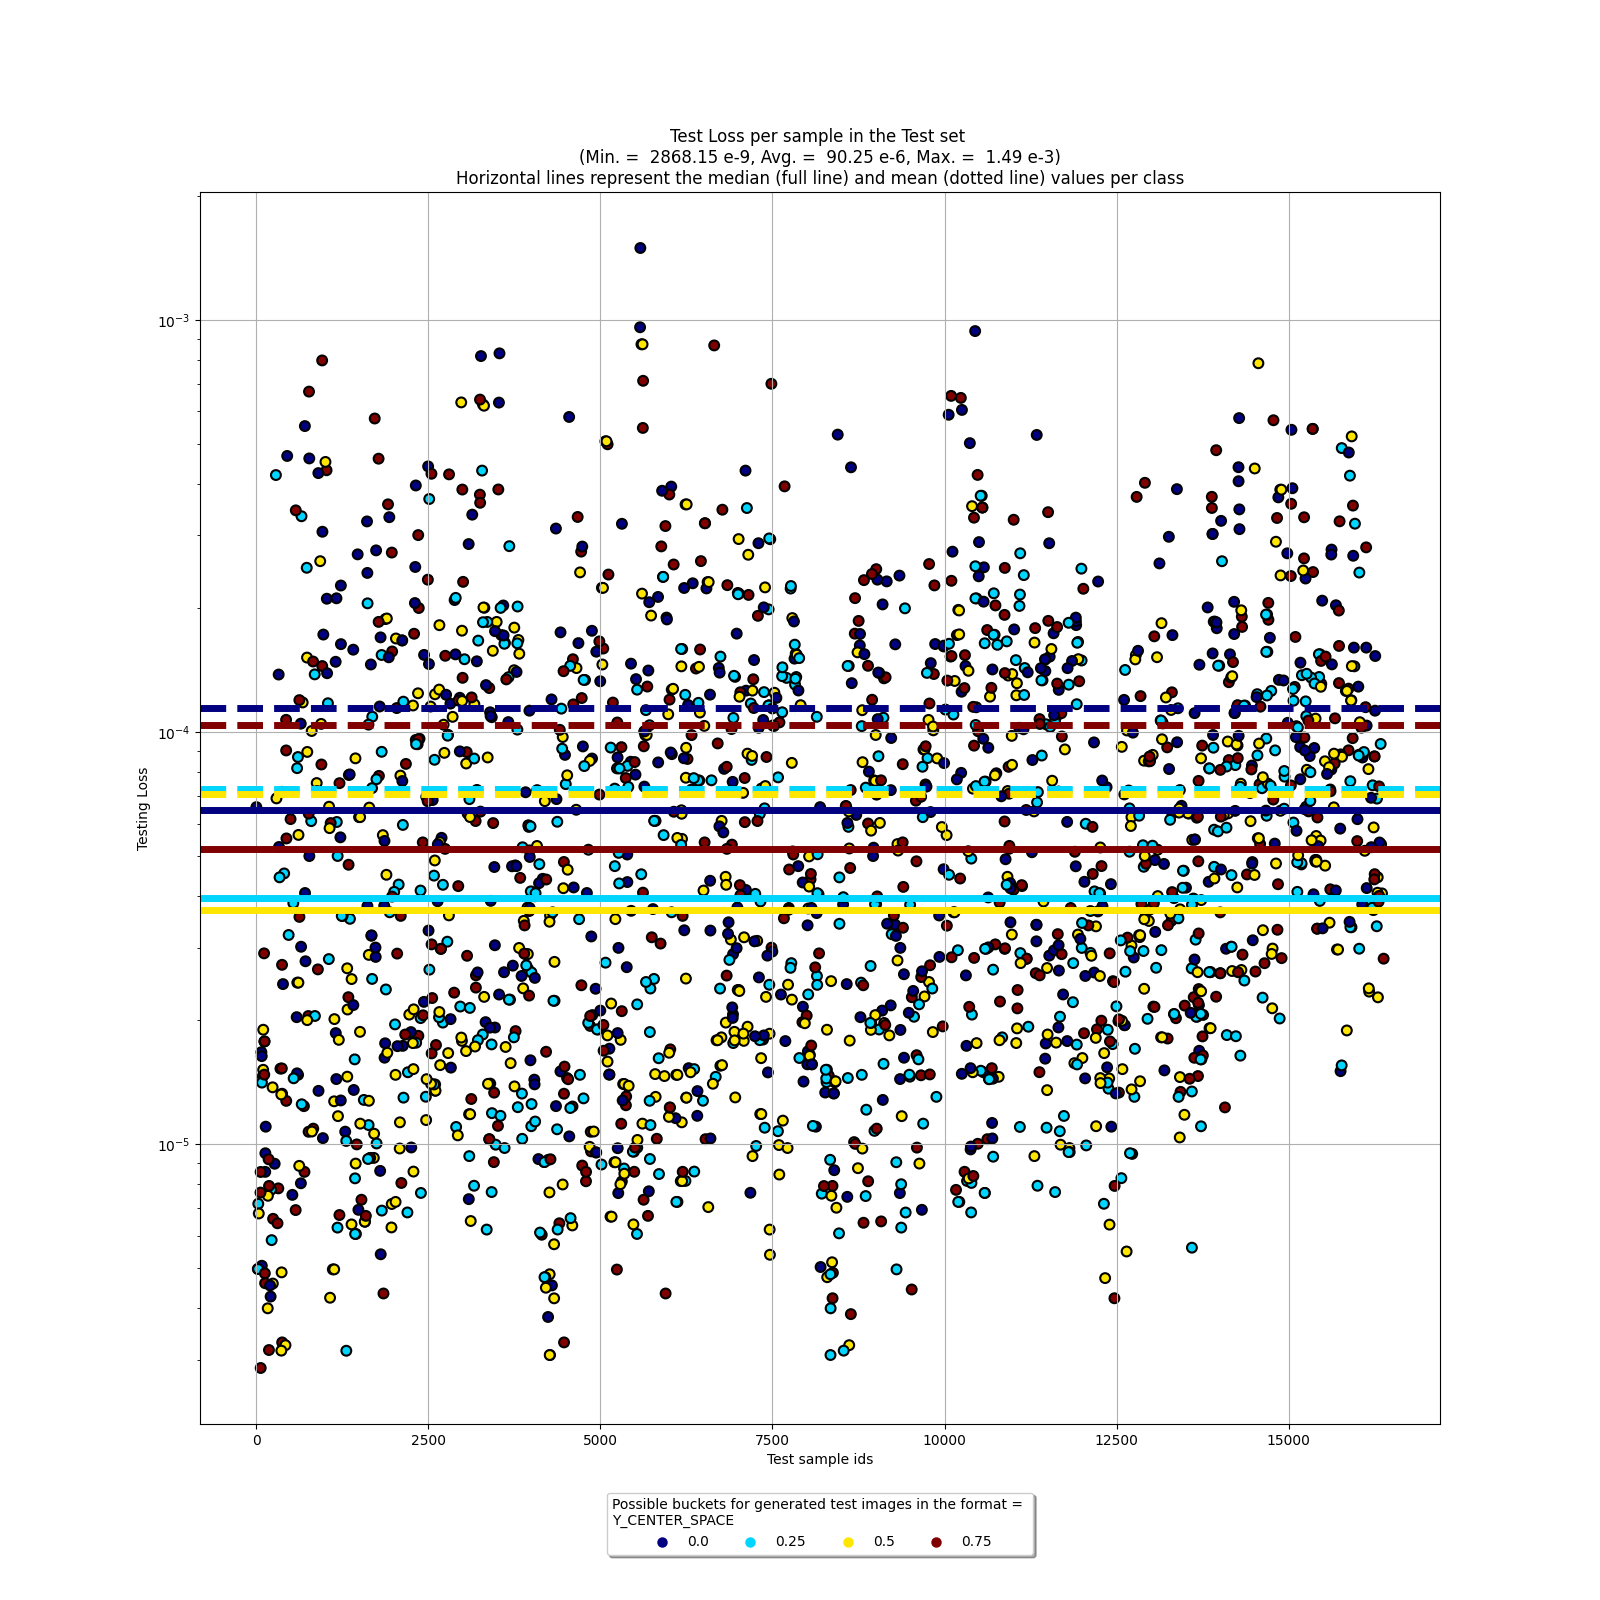 Test Loss per sample in the Test set
(Min. =  2868.15 e-9, Avg. =  90.25 e-6, Max. =  1.49 e-3)
Horizontal lines represent the median (full line) and mean (dotted line) values per class
Testing Loss
10⁻³
10⁻⁴
10⁻⁵
0 2500 5000 7500 10000 12500 15000
Test sample ids
Possible buckets for generated test images in the format =
Y_CENTER_SPACE
0.0 0.25 0.5 0.75